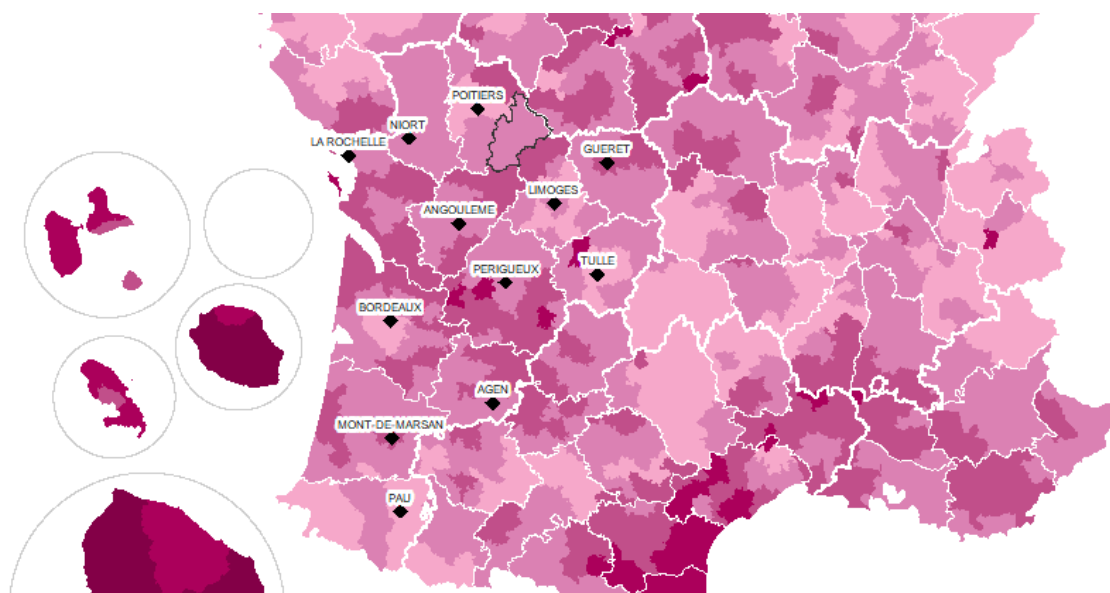 POITIERS
NIORT
LA ROCHELLE
GUERET
LIMOGES
ANGOULEME
TULLE
PERIGUEUX
BORDEAUX
AGEN
MONT-DE-MARSAN
PAU